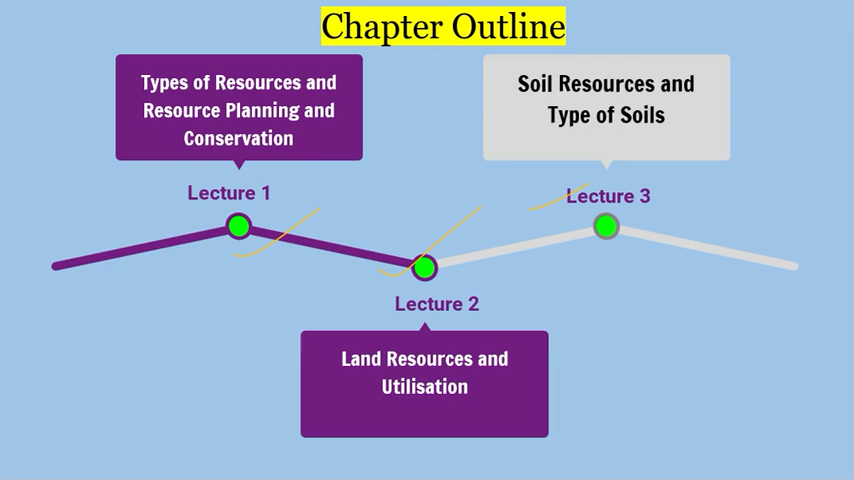 Chapter Outline
Types of Resources and
Resource Planning and
Conservation
Soil Resources and
Type of Soils
Lecture 1
Lecture 3
Lecture 2
Land Resources and
Utilisation